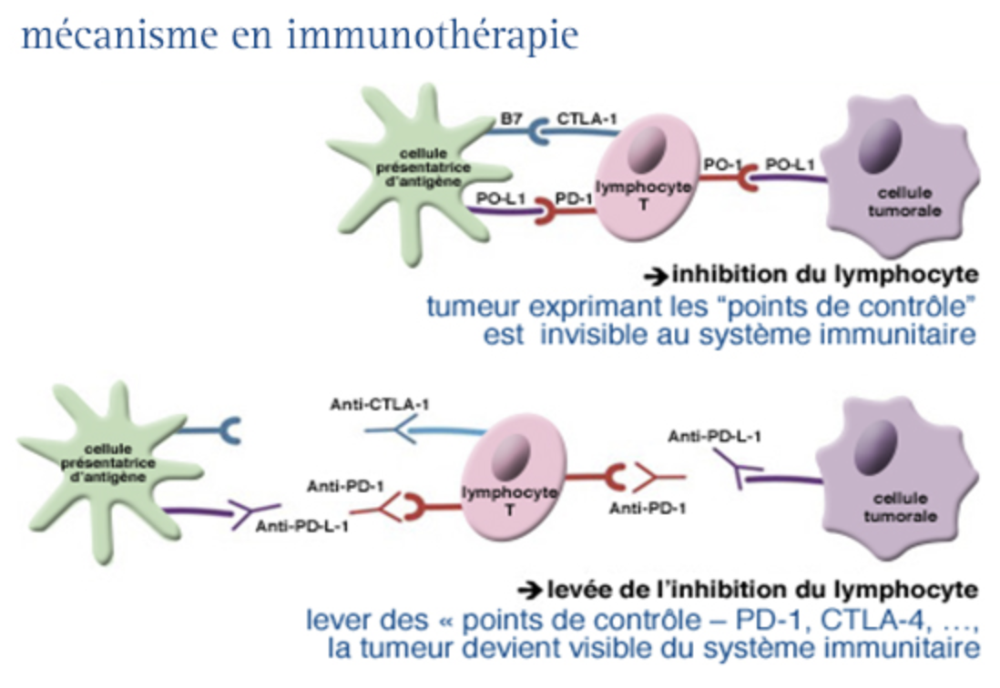 mécanisme en immunothérapie
B7 CTLA-1
cellule
présentatrice
d'antigène
PO-L1 PD-1
lymphocyte
T
PO-1 PO-L1
cellule
tumorale
➔ inhibition du lymphocyte
tumeur exprimant les “points de contrôle”
est invisible au système immunitaire
cellule
présentatrice
d'antigène
Anti-CTLA-1
Anti-PD-1
Anti-PD-L-1
lymphocyte
T
Anti-PD-L-1
Anti-PD-1
cellule
tumorale
➔ levée de l'inhibition du lymphocyte
lever des « points de contrôle – PD-1, CTLA-4, …,
la tumeur devient visible du système immunitaire